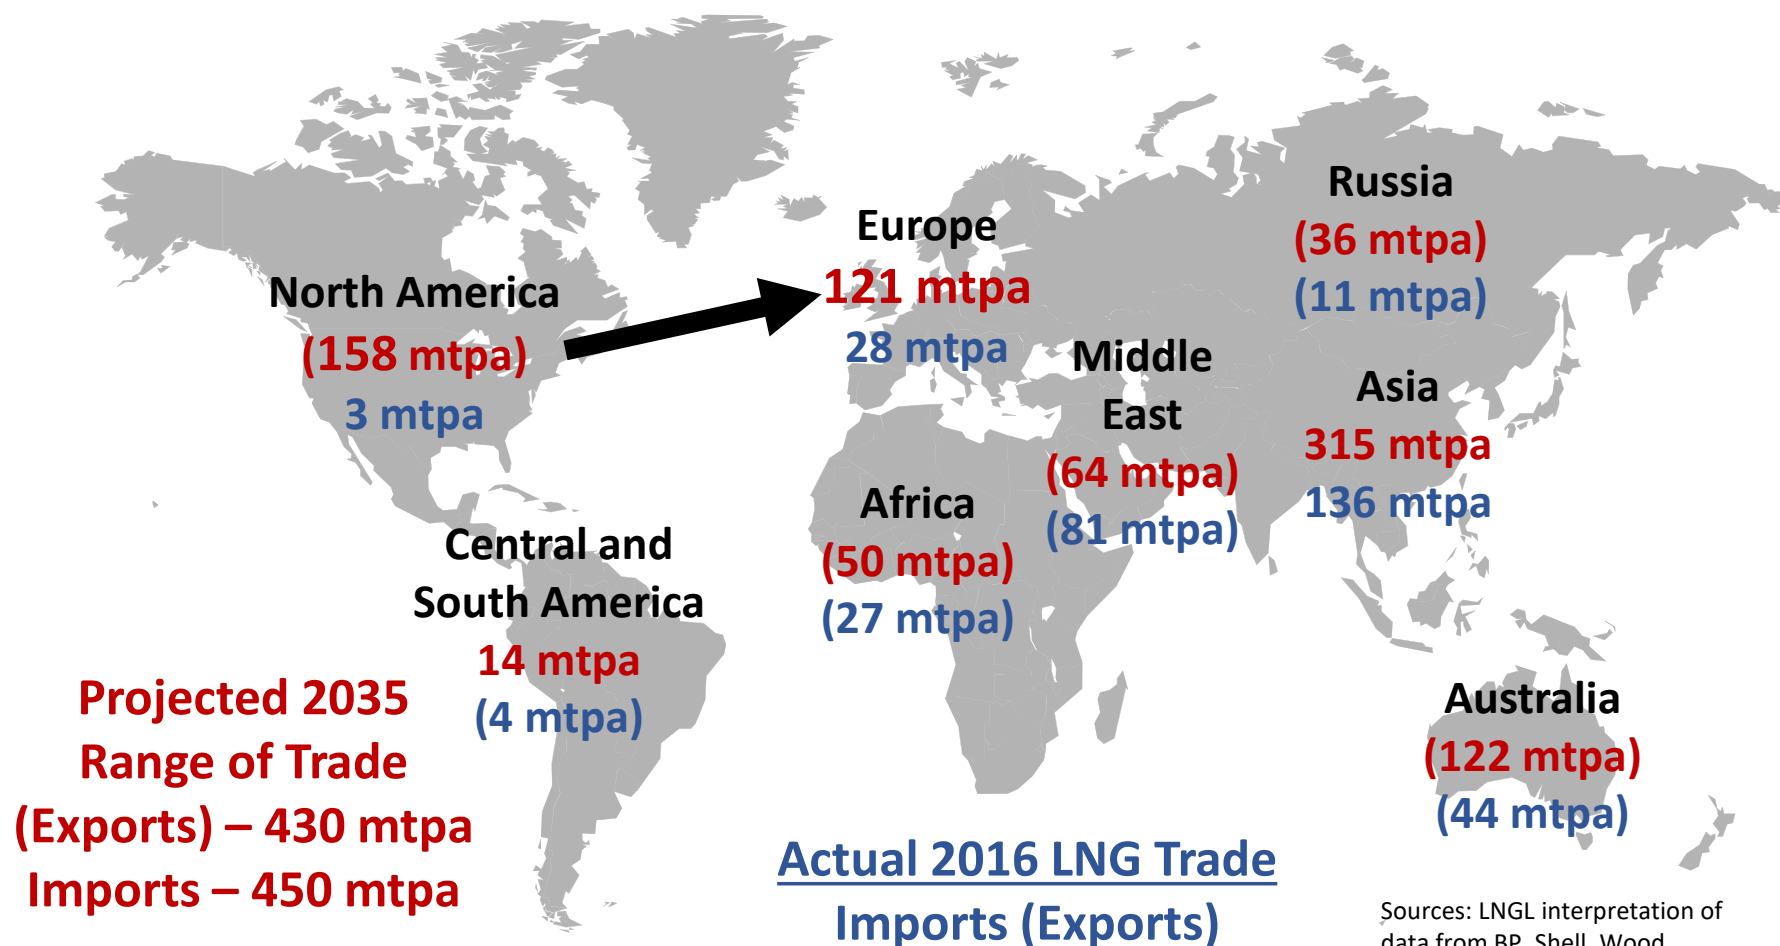 Russia
(36 mtpa)
(11 mtpa)
Europe
121 mtpa
28 mtpa
North America
(158 mtpa)
3 mtpa
Middle
East
(64 mtpa)
(81 mtpa)
Asia
315 mtpa
136 mtpa
Africa
(50 mtpa)
(27 mtpa)
Central and
South America
14 mtpa
(4 mtpa)
Australia
(122 mtpa)
(44 mtpa)
Projected 2035
Range of Trade
(Exports) – 430 mtpa
Imports – 450 mtpa
Actual 2016 LNG Trade
Imports (Exports)
Sources: LNGL interpretation of
data from BP, Shell, Wood